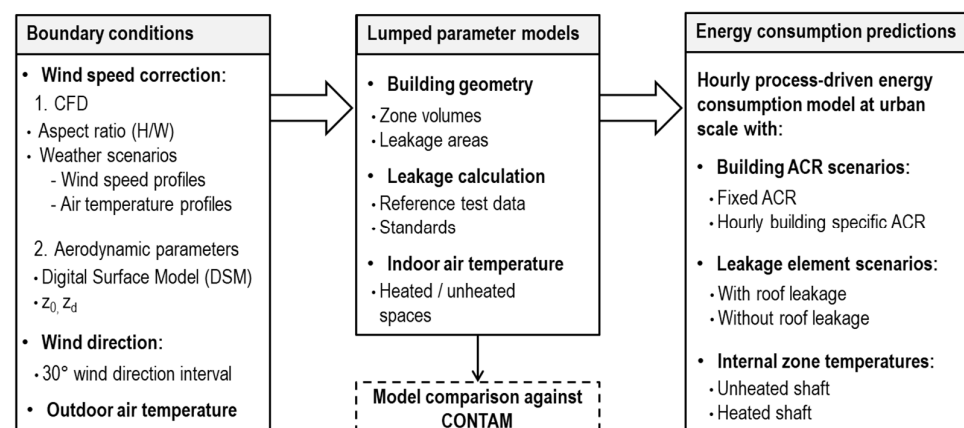 Boundary conditions
• Wind speed correction:
1. CFD
• Aspect ratio (H/W)
• Weather scenarios
- Wind speed profiles
- Air temperature profiles
2. Aerodynamic parameters
• Digital Surface Model (DSM)
• z0, zd
• Wind direction:
• 30° wind direction interval
• Outdoor air temperature
Lumped parameter models
• Building geometry
• Zone volumes
• Leakage areas
• Leakage calculation
• Reference test data
• Standards
• Indoor air temperature
• Heated / unheated
spaces
Model comparison against
CONTAM
Energy consumption predictions
Hourly process-driven energy
consumption model at urban
scale with:
• Building ACR scenarios:
• Fixed ACR
• Hourly building specific ACR
• Leakage element scenarios:
• With roof leakage
• Without roof leakage
• Internal zone temperatures:
• Unheated shaft
• Heated shaft